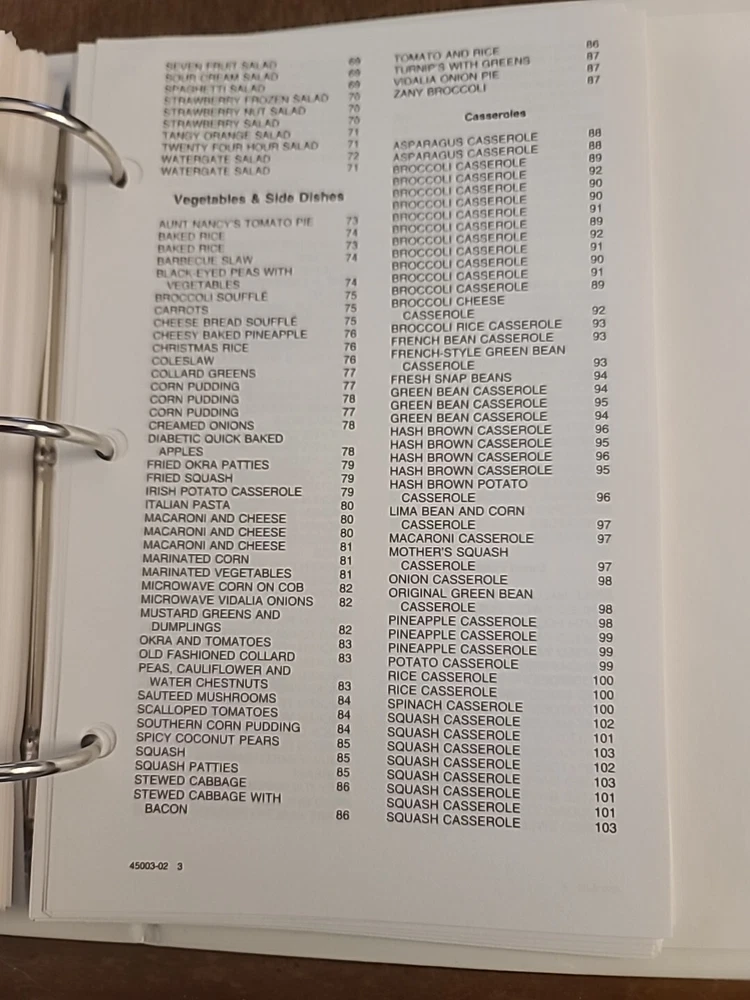 SEVEN FRUIT SALAD 69
SOUR CREAM SALAD 69
SPAGHETTI SALAD 69
STRAWBERRY FROZEN SALAD 70
STRAWBERRY NUT SALAD 70
STRAWBERRY SALAD 70
TANGY ORANGE SALAD 71
TWENTY FOUR HOUR SALAD 71
WATERGATE SALAD 72
WATERGATE SALAD 71
Vegetables & Side Dishes
AUNT NANCY'S TOMATO PIE 73
BAKED RICE 74
BAKED RICE 73
BARBECUE SLAW 74
BLACK-EYED PEAS WITH
VEGETABLES 74
BROCCOLI SOUFFLÉ 75
CARROTS 75
CHEESE BREAD SOUFFLÉ 75
CHEESY BAKED PINEAPPLE 76
CHRISTMAS RICE 76
COLESLAW 76
COLLARD GREENS 77
CORN PUDDING 77
CORN PUDDING 78
CORN PUDDING 77
CREAMED ONIONS 78
DIABETIC QUICK BAKED
APPLES 78
FRIED OKRA PATTIES 79
FRIED SQUASH 79
IRISH POTATO CASSEROLE 79
ITALIAN PASTA 80
MACARONI AND CHEESE 80
MACARONI AND CHEESE 80
MACARONI AND CHEESE 81
MARINATED CORN 81
MARINATED VEGETABLES 81
MICROWAVE CORN ON COB 82
MICROWAVE VIDALIA ONIONS 82
MUSTARD GREENS AND
DUMPLINGS 82
OKRA AND TOMATOES 83
OLD FASHIONED COLLARD 83
PEAS, CAULIFLOWER AND
WATER CHESTNUTS 83
SAUTEED MUSHROOMS 84
SCALLOPED TOMATOES 84
SOUTHERN CORN PUDDING 84
SPICY COCONUT PEARS 85
SQUASH 85
SQUASH PATTIES 85
STEWED CABBAGE 86
STEWED CABBAGE WITH
BACON 86
TOMATO AND RICE 86
TURNIP'S WITH GREENS 87
VIDALIA ONION PIE 87
ZANY BROCCOLI 87
Casseroles
ASPARAGUS CASSEROLE 88
ASPARAGUS CASSEROLE 88
BROCCOLI CASSEROLE 89
BROCCOLI CASSEROLE 92
BROCCOLI CASSEROLE 90
BROCCOLI CASSEROLE 90
BROCCOLI CASSEROLE 91
BROCCOLI CASSEROLE 89
BROCCOLI CASSEROLE 92
BROCCOLI CASSEROLE 91
BROCCOLI CASSEROLE 90
BROCCOLI CASSEROLE 91
BROCCOLI CASSEROLE 89
BROCCOLI CHEESE
CASSEROLE 92
BROCCOLI RICE CASSEROLE 93
FRENCH BEAN CASSEROLE 93
FRENCH-STYLE GREEN BEAN
CASSEROLE 93
FRESH SNAP BEANS 94
GREEN BEAN CASSEROLE 94
GREEN BEAN CASSEROLE 95
GREEN BEAN CASSEROLE 94
HASH BROWN CASSEROLE 96
HASH BROWN CASSEROLE 95
HASH BROWN CASSEROLE 96
HASH BROWN CASSEROLE 95
HASH BROWN POTATO
CASSEROLE 96
LIMA BEAN AND CORN
CASSEROLE 97
MACARONI CASSEROLE 97
MOTHER'S SQUASH
CASSEROLE 97
ONION CASSEROLE 98
ORIGINAL GREEN BEAN
CASSEROLE 98
PINEAPPLE CASSEROLE 98
PINEAPPLE CASSEROLE 99
PINEAPPLE CASSEROLE 99
POTATO CASSEROLE 99
RICE CASSEROLE 100
RICE CASSEROLE 100
SPINACH CASSEROLE 100
SQUASH CASSEROLE 102
SQUASH CASSEROLE 101
SQUASH CASSEROLE 103
SQUASH CASSEROLE 102
SQUASH CASSEROLE 103
SQUASH CASSEROLE 101
SQUASH CASSEROLE 101
SQUASH CASSEROLE 103
45003-02 3